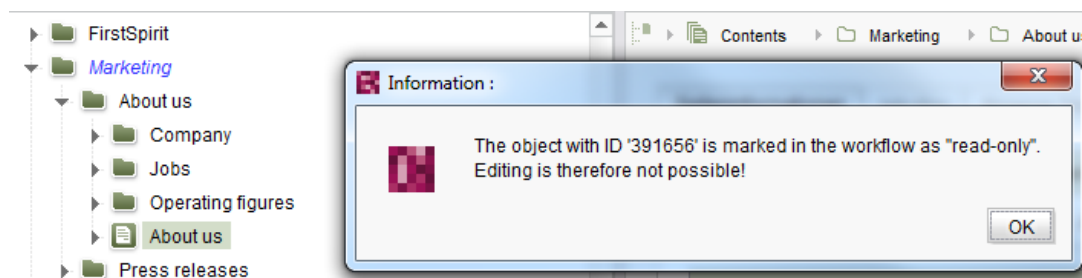 FirstSpirit
Marketing
About us
Company
Jobs
Operating figures
About us
Press releases
Contents Marketing About u
Information :
The object with ID '391656' is marked in the workflow as "read-only".
Editing is therefore not possible!
OK